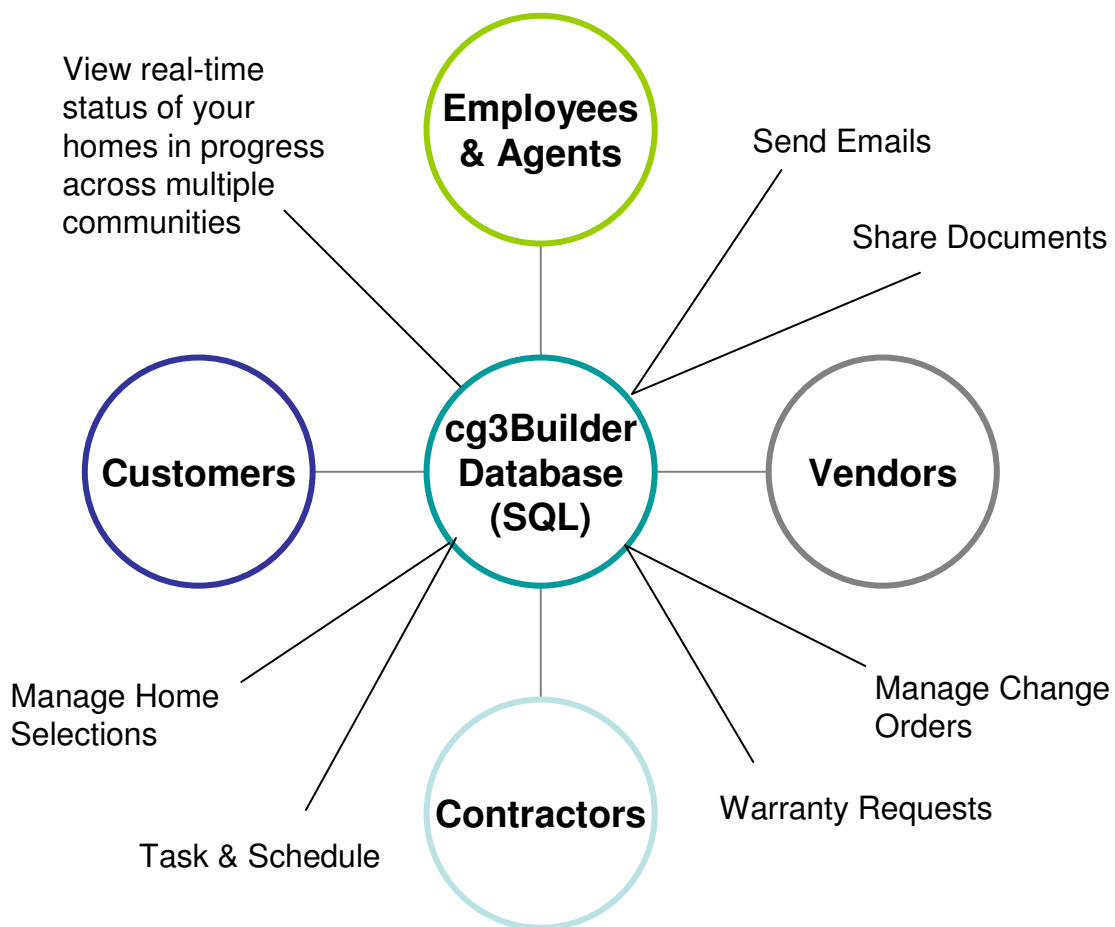 View real-time
status of your
homes in progress
across multiple
communities
Employees
& Agents
Send Emails
Share Documents
Customers
cg3Builder
Database
(SQL)
Vendors
Manage Home
Selections
Manage Change
Orders
Contractors
Warranty Requests
Task & Schedule